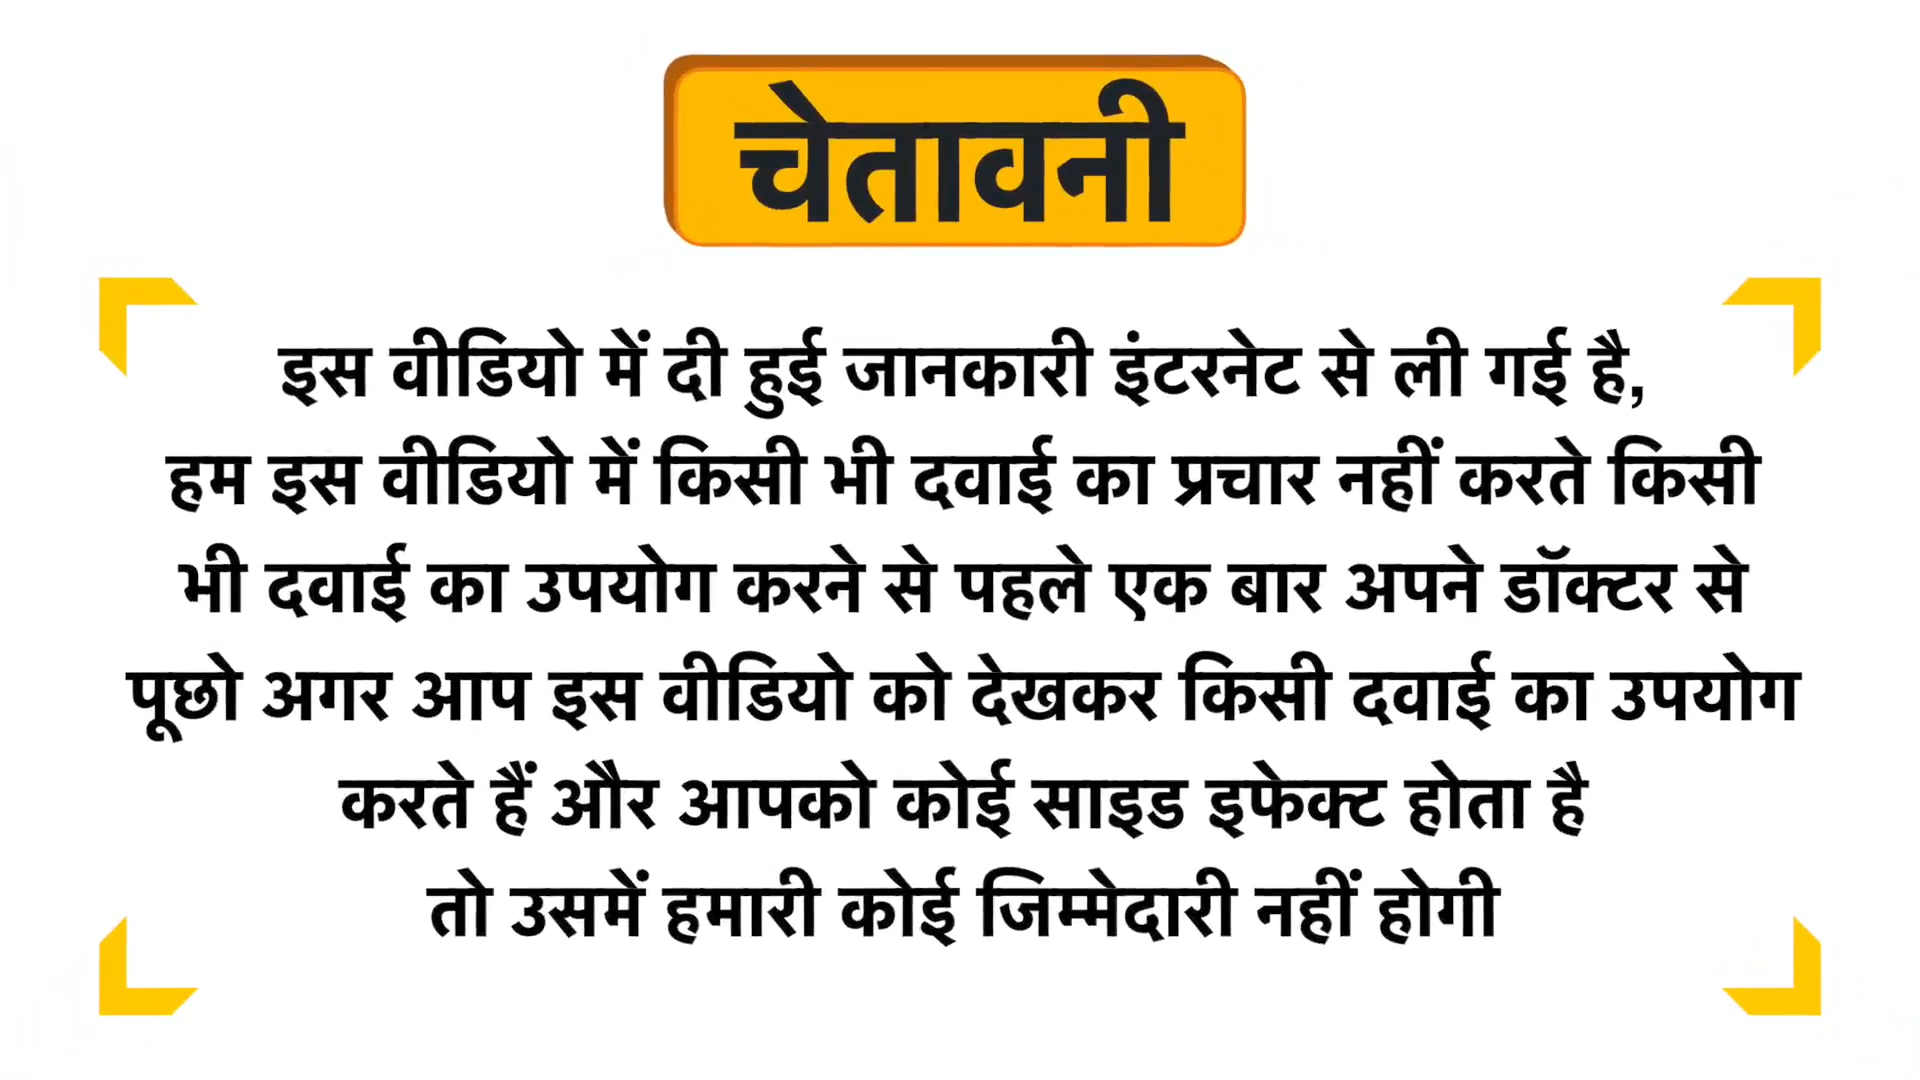 चेतावनी
इस वीडियो में दी हुई जानकारी इंटरनेट से ली गई है,
हम इस वीडियो में किसी भी दवाई का प्रचार नहीं करते किसी
भी दवाई का उपयोग करने से पहले एक बार अपने डॉक्टर से
पूछो अगर आप इस वीडियो को देखकर किसी दवाई का उपयोग
करते हैं और आपको कोई साइड इफेक्ट होता है
तो उसमें हमारी कोई जिम्मेदारी नहीं होगी